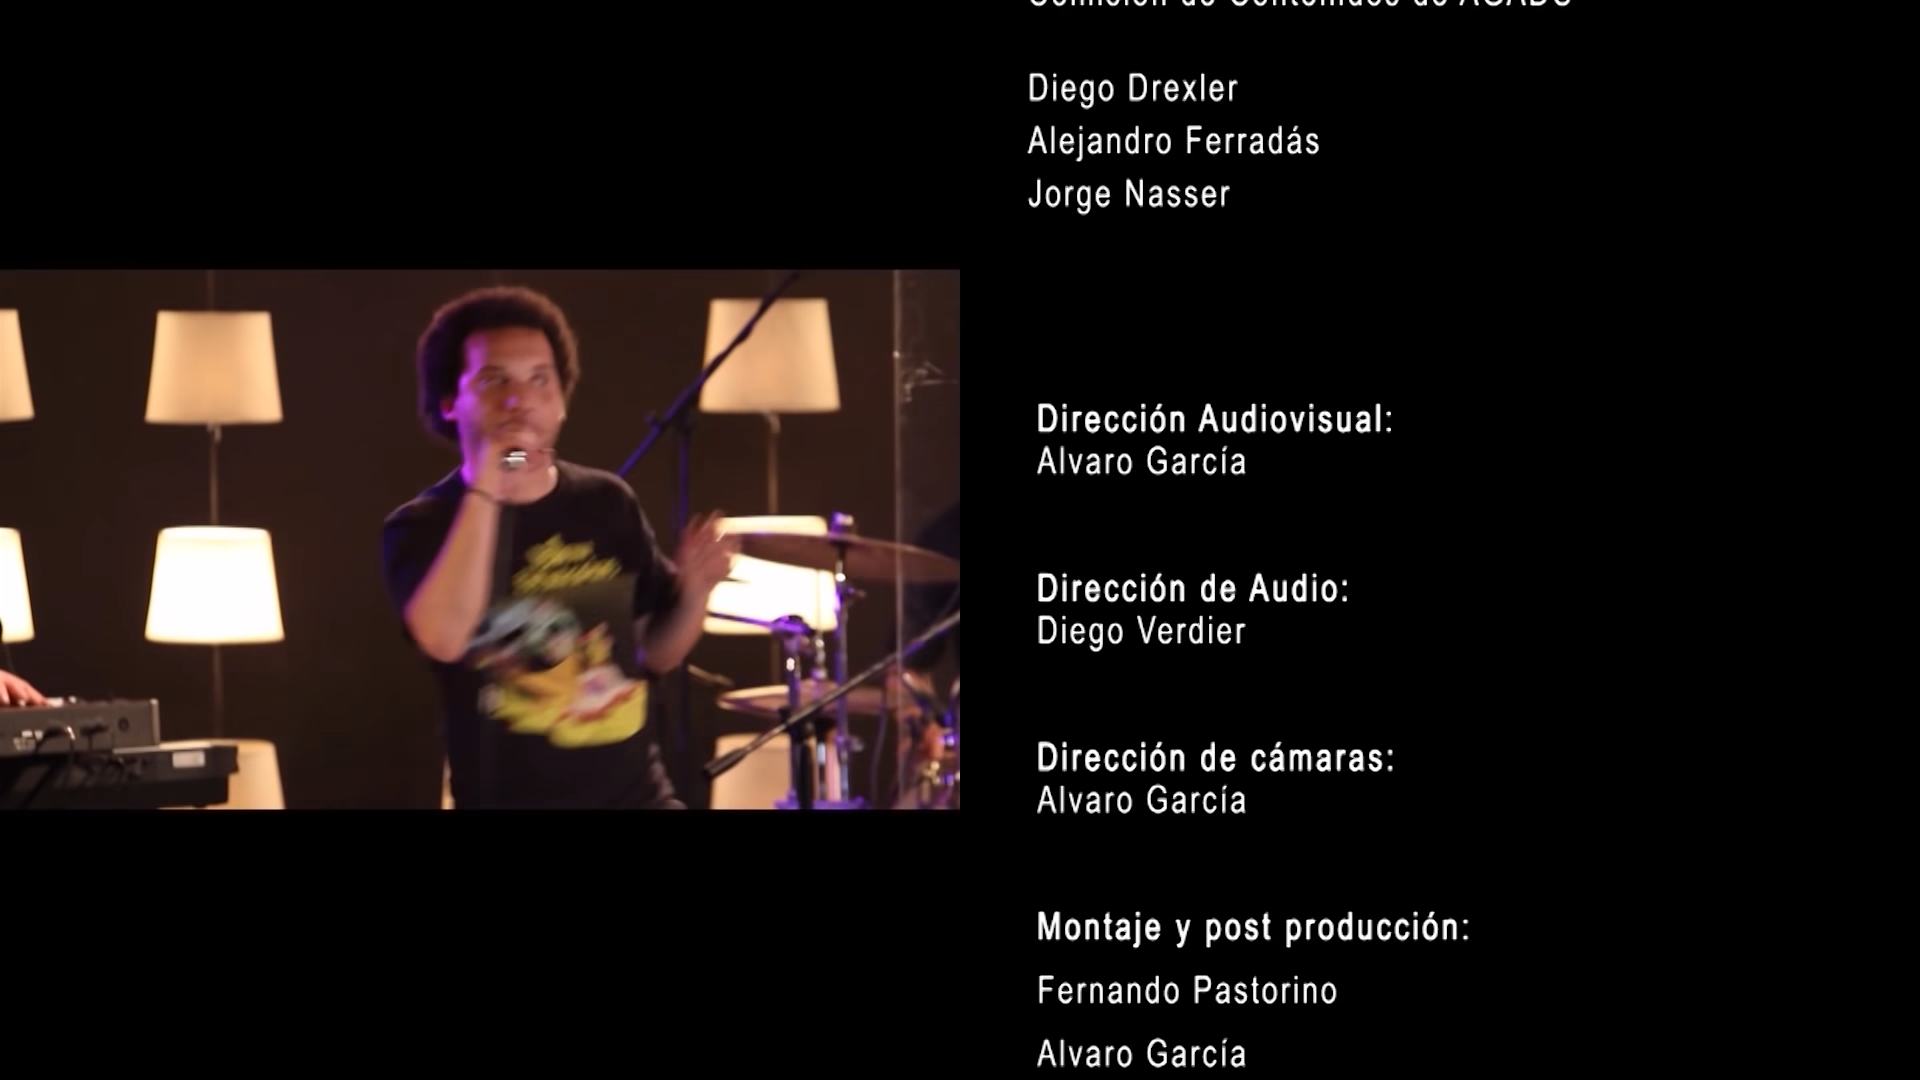 Diego Drexler
Alejandro Ferradás
Jorge Nasser
Dirección Audiovisual:
Alvaro García
Dirección de Audio:
Diego Verdier
Dirección de cámaras:
Alvaro García
Montaje y post producción:
Fernando Pastorino
Alvaro García